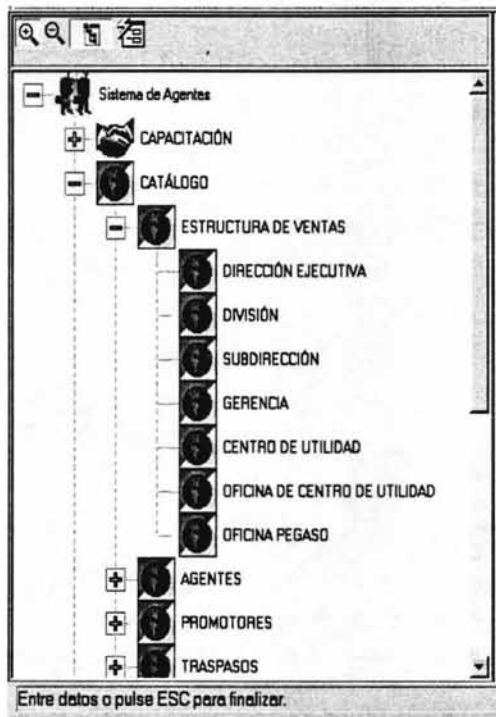 Sistema de Agentes
CAPACITACIÓN
CATÁLOGO
ESTRUCTURA DE VENTAS
DIRECCIÓN EJECUTIVA
DIVISIÓN
SUBDIRECCIÓN
GERENCIA
CENTRO DE UTILIDAD
OFICINA DE CENTRO DE UTILIDAD
OFICINA PEGASO
AGENTES
PROMOTORES
TRASPASOS
Entre datos o pulse ESC para finalizar.